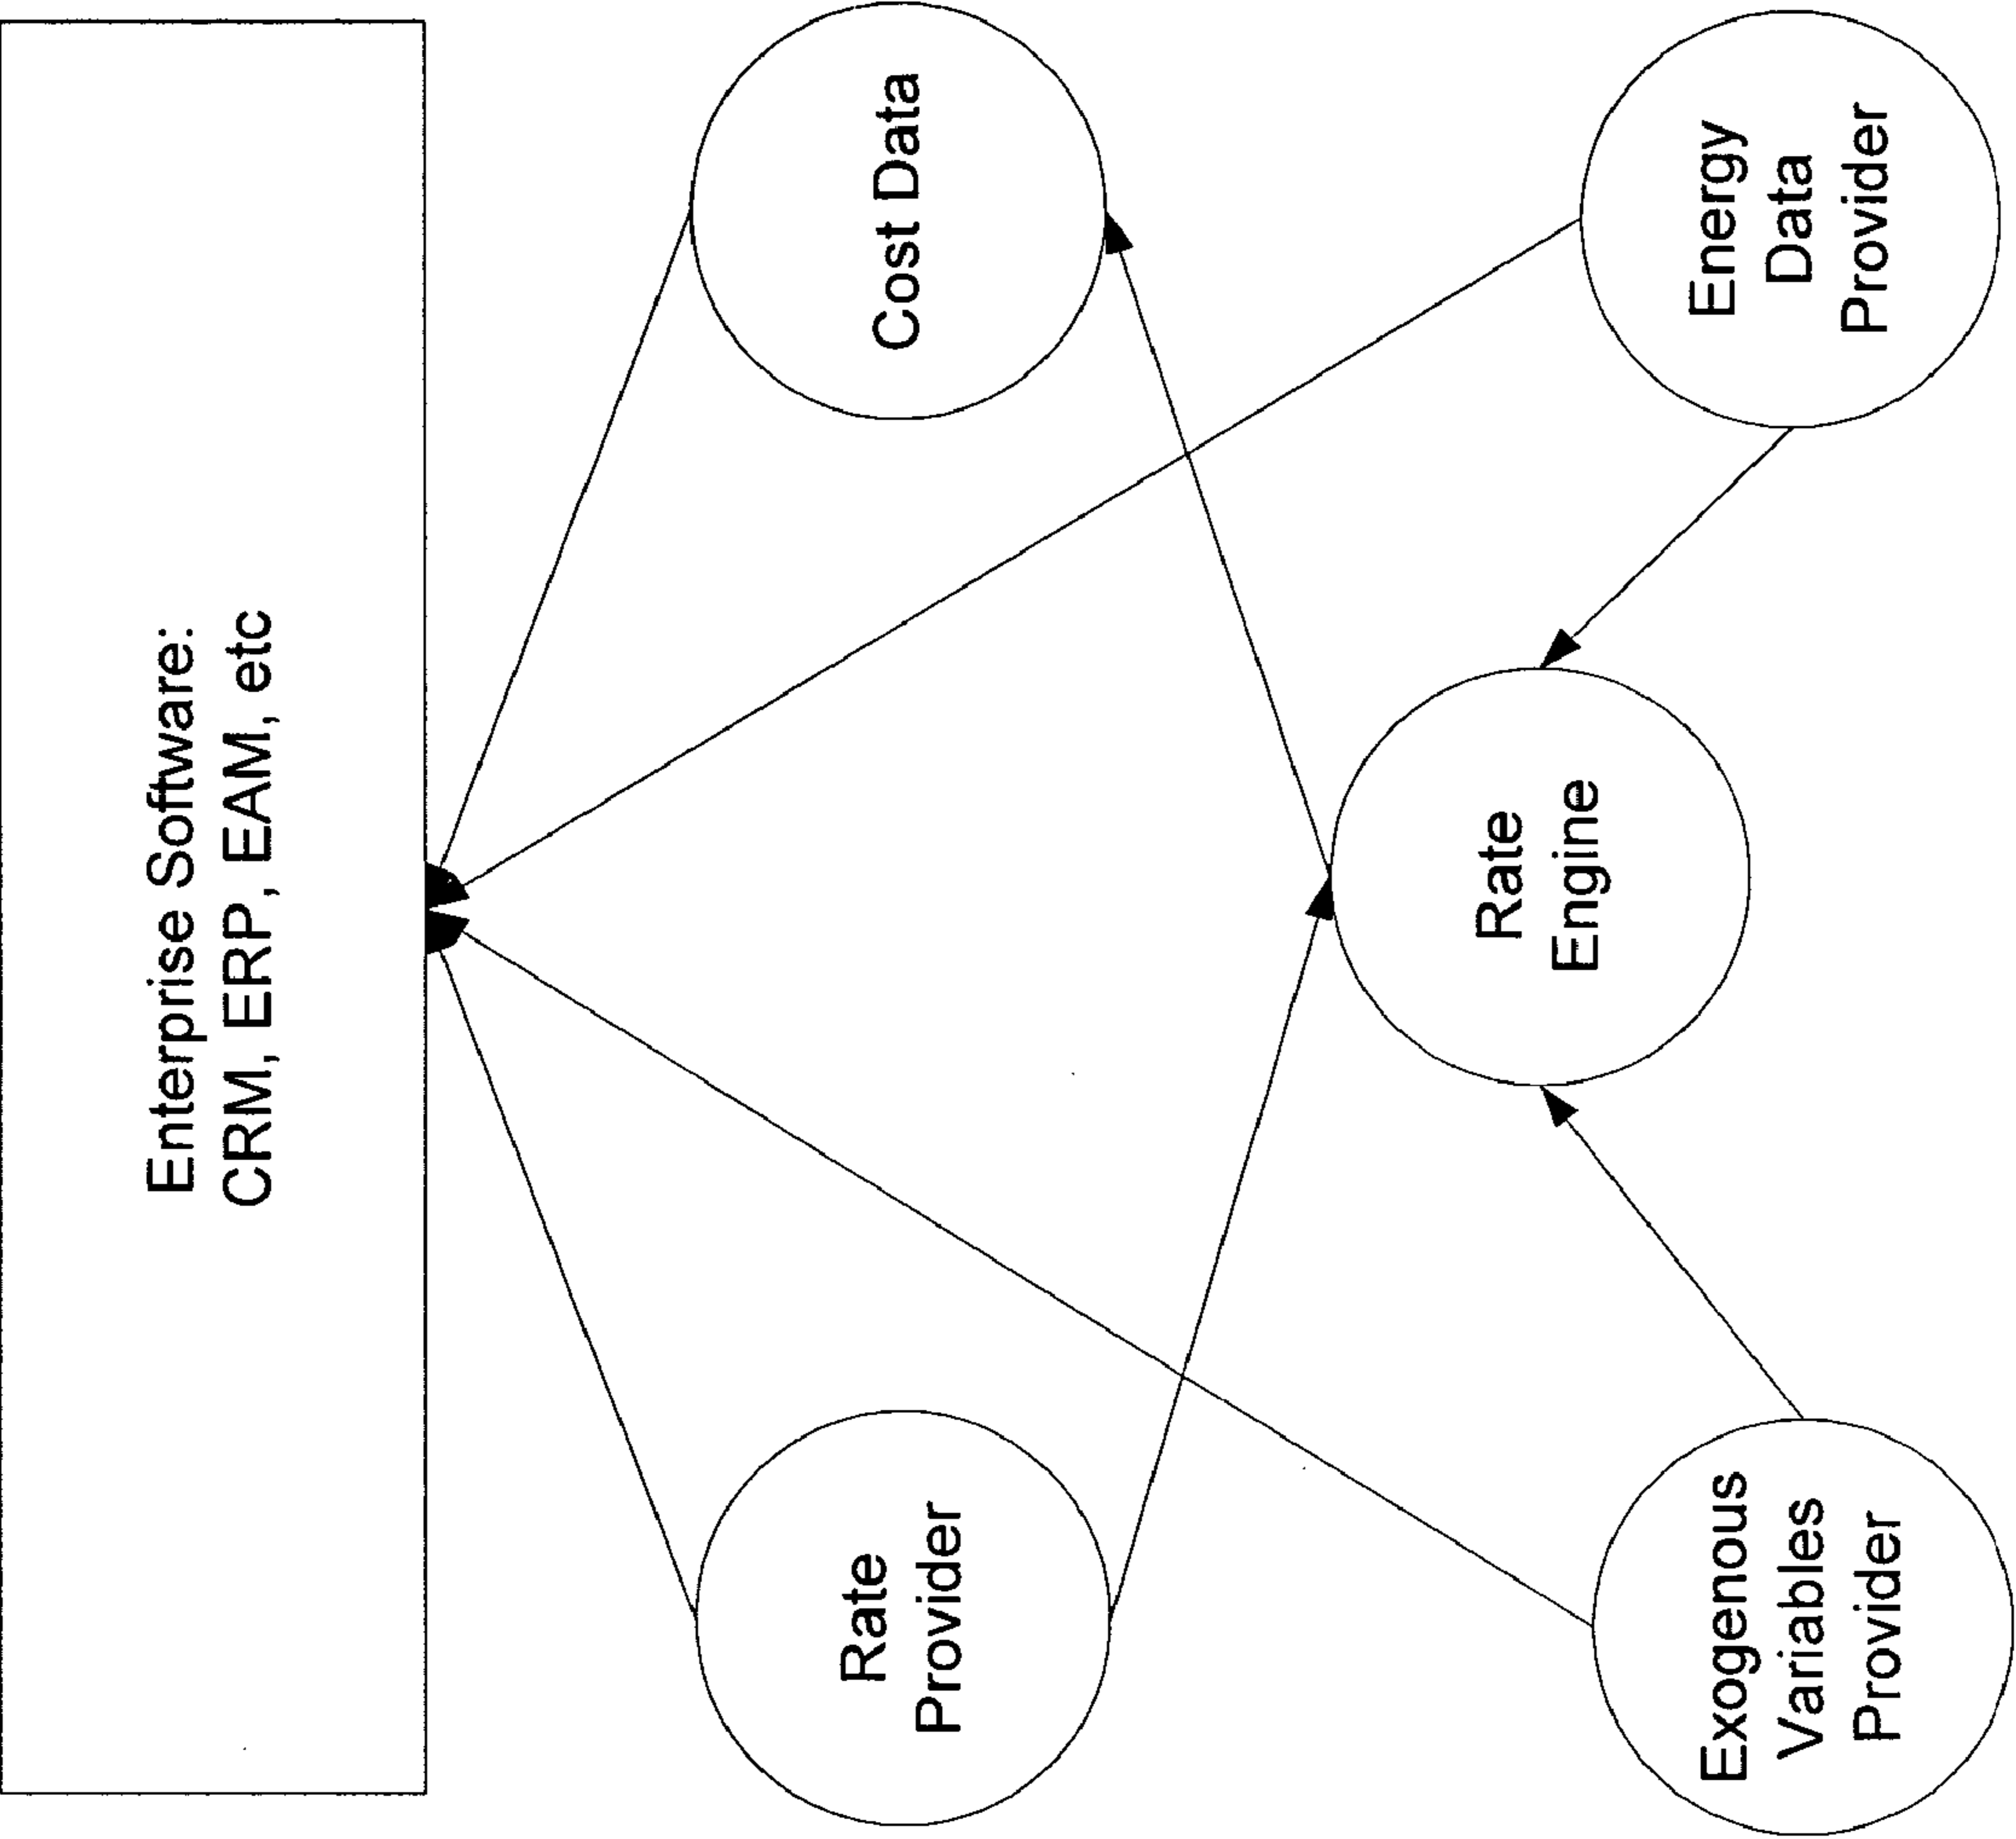 Enterprise Software:
CRM, ERP, EAM, etc
Rate
Provider
Cost Data
Rate
Engine
Exogenous
Variables
Provider
Energy
Data
Provider